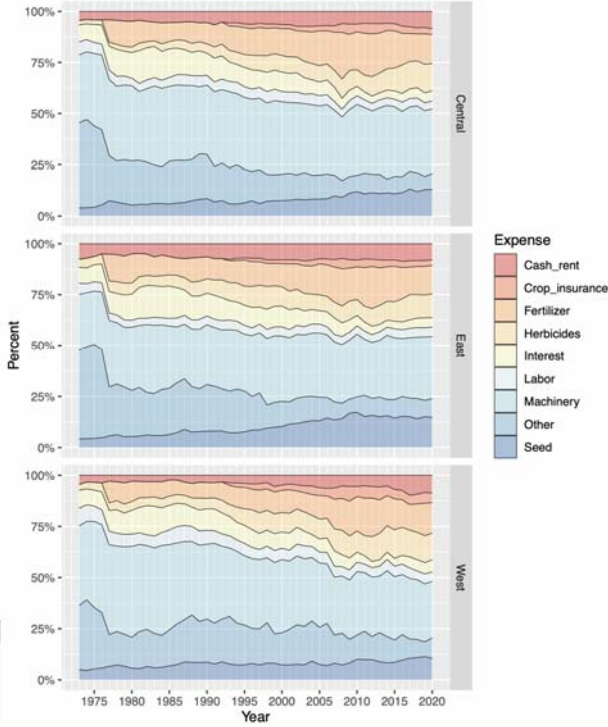 100%
75%
50%
25%
0%
Central
100%
75%
50%
25%
0%
East
100%
75%
50%
25%
0%
West
Percent
1975 1980 1985 1990 1995 2000 2005 2010 2015 2020
Year
Expense
Cash_rent
Crop_insurance
Fertilizer
Herbicides
Interest
Labor
Machinery
Other
Seed